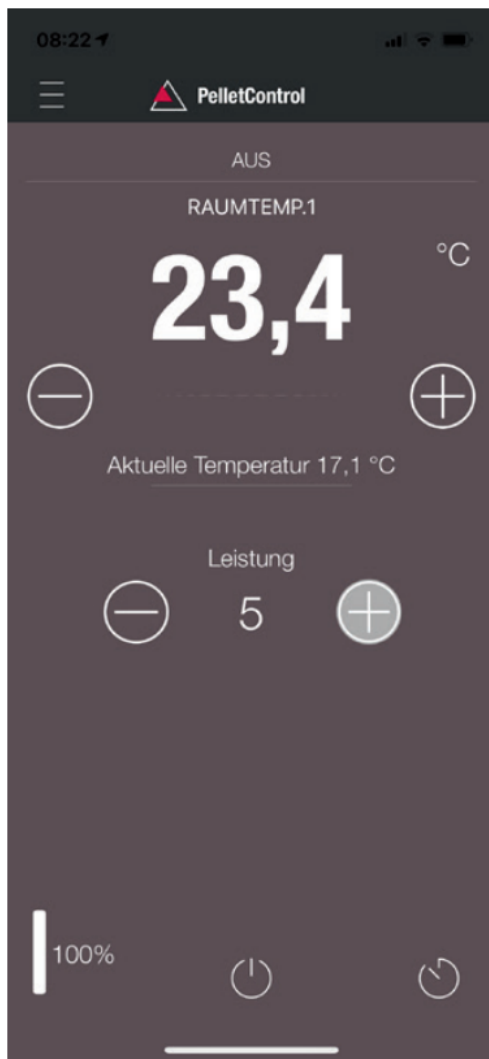 08:22
PelletControl
AUS
RAUMTEMP.1
23,4 °C
Aktuelle Temperatur 17,1 °C
Leistung
5
100%